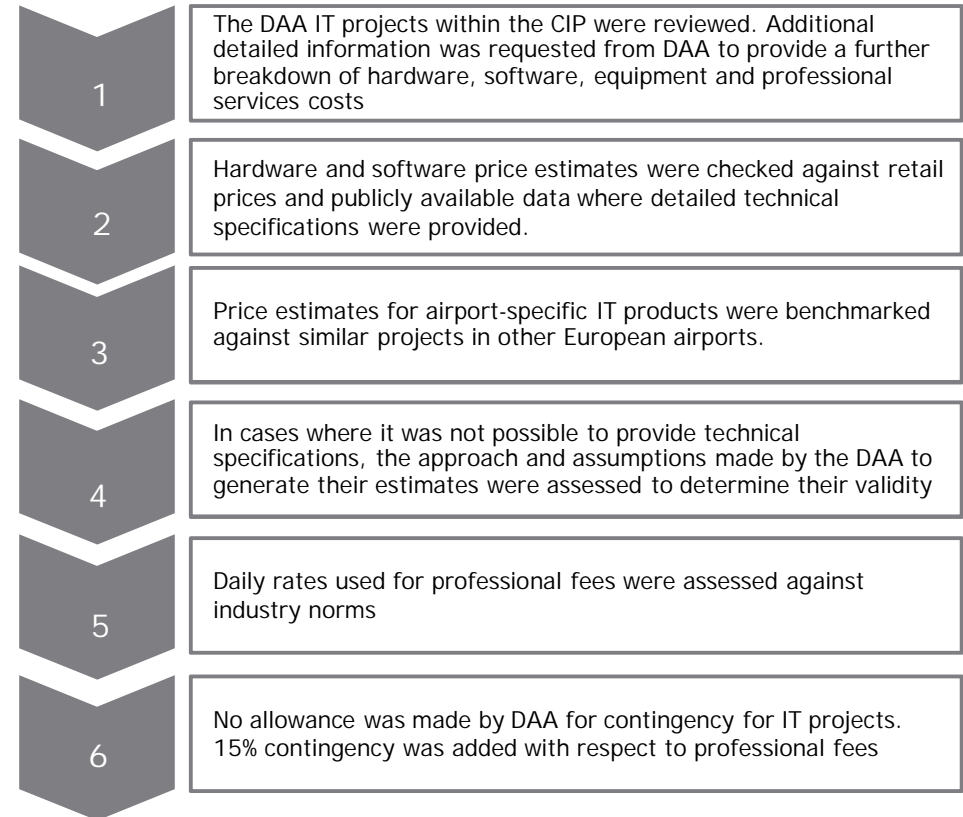 1
The DAA IT projects within the CIP were reviewed. Additional
detailed information was requested from DAA to provide a further
breakdown of hardware, software, equipment and professional
services costs
2
Hardware and software price estimates were checked against retail
prices and publicly available data where detailed technical
specifications were provided.
3
Price estimates for airport-specific IT products were benchmarked
against similar projects in other European airports.
4
In cases where it was not possible to provide technical
specifications, the approach and assumptions made by the DAA to
generate their estimates were assessed to determine their validity
5
Daily rates used for professional fees were assessed against
industry norms
6
No allowance was made by DAA for contingency for IT projects.
15% contingency was added with respect to professional fees